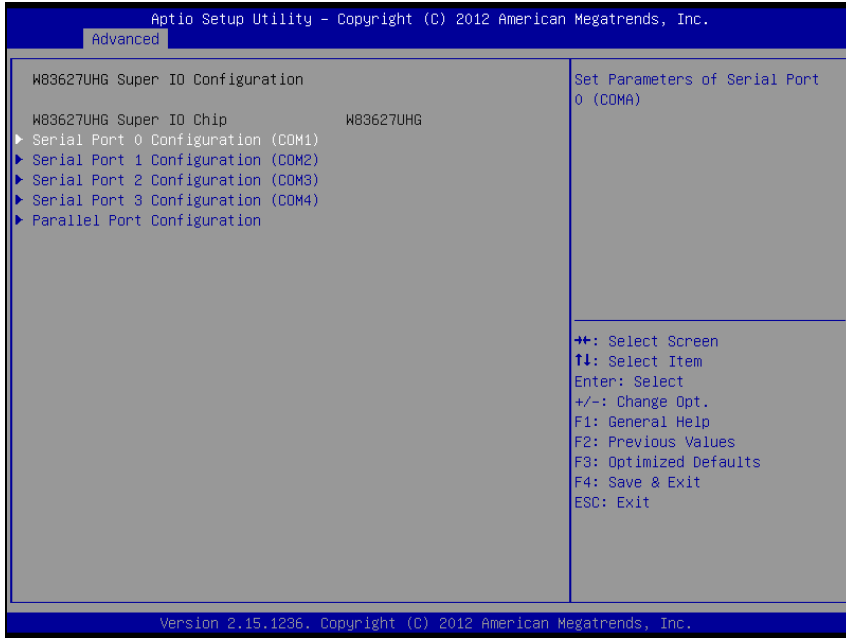 Aptio Setup Utility – Copyright (C) 2012 American Megatrends, Inc.
Advanced
W83627UHG Super IO Configuration
W83627UHG Super IO Chip W83627UHG
▶ Serial Port 0 Configuration (COM1)
▶ Serial Port 1 Configuration (COM2)
▶ Serial Port 2 Configuration (COM3)
▶ Serial Port 3 Configuration (COM4)
▶ Parallel Port Configuration
Set Parameters of Serial Port
0 (COMA)
→←: Select Screen
↑↓: Select Item
Enter: Select
+/-: Change Opt.
F1: General Help
F2: Previous Values
F3: Optimized Defaults
F4: Save & Exit
ESC: Exit
Version 2.15.1236. Copyright (C) 2012 American Megatrends, Inc.